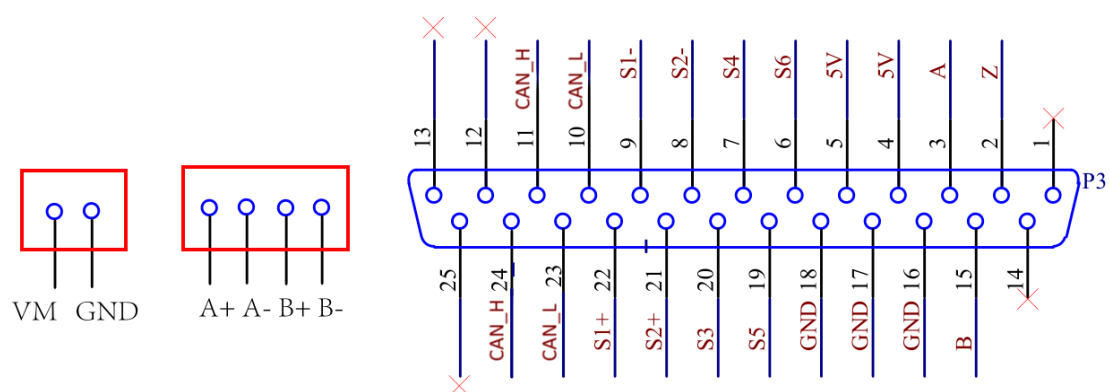 CAN_H
CAN_L
S1-
S2-
S4
S6
5V
5V
A
Z
13
12
11
10
9
8
7
6
5
4
3
2
1
P3
VM GND
A+ A- B+ B-
25
24
23
22
21
20
19
18
17
16
15
14
CAN_H
CAN_L
S1+
S2+
S3
S5
GND
GND
GND
B